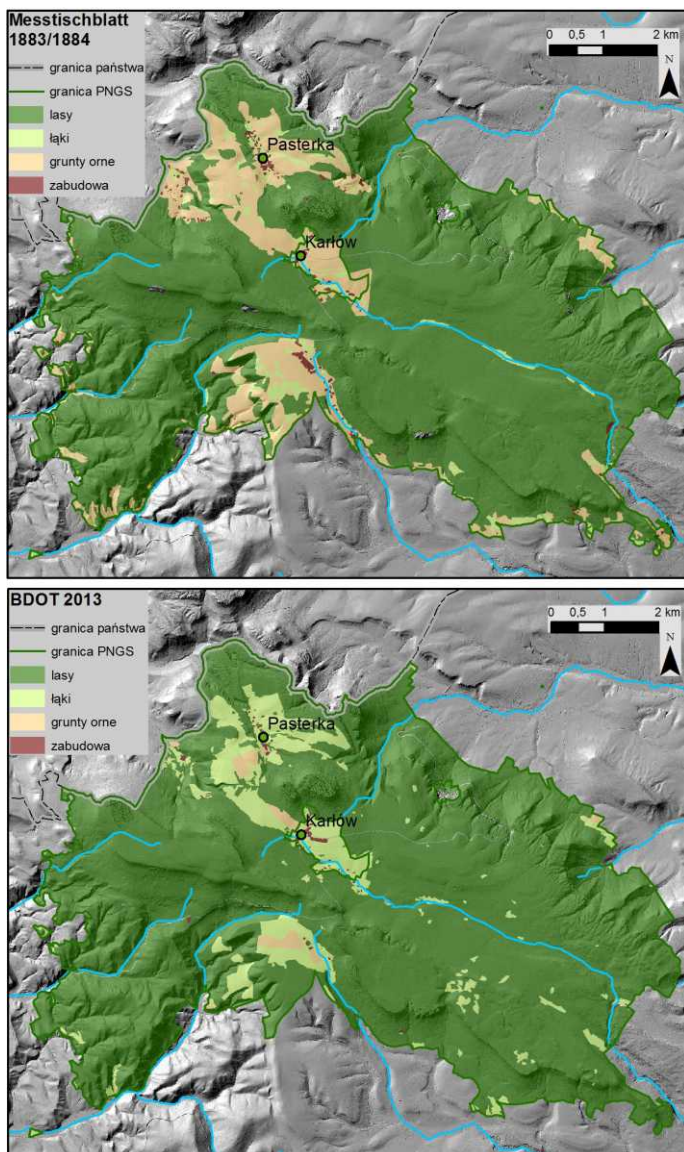 Messtischblatt
1883/1884
granica państwa
granica PNGS
lasy
łąki
grunty orne
zabudowa
0 0,5 1 2 km
N
Pasterka
Karłów
BDOT 2013
granica państwa
granica PNGS
lasy
łąki
grunty orne
zabudowa
0 0,5 1 2 km
N
Pasterka
Karłów